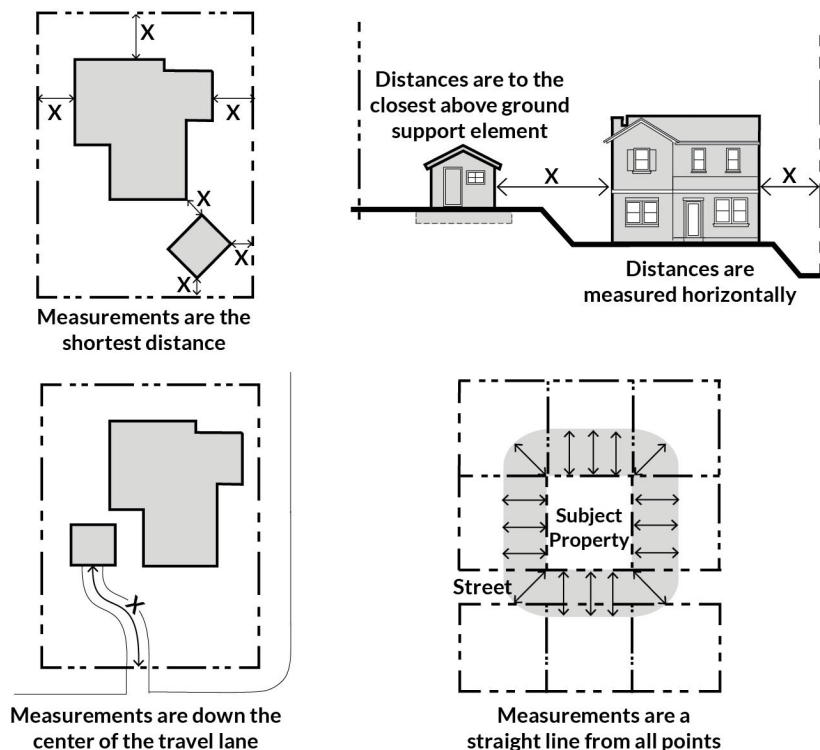 X
X
X
X
X
X
Measurements are the
shortest distance
Distances are to the
closest above ground
support element
X
X
Distances are
measured horizontally
X
Measurements are down the
center of the travel lane
Subject
Property
Street
Measurements are a
straight line from all points